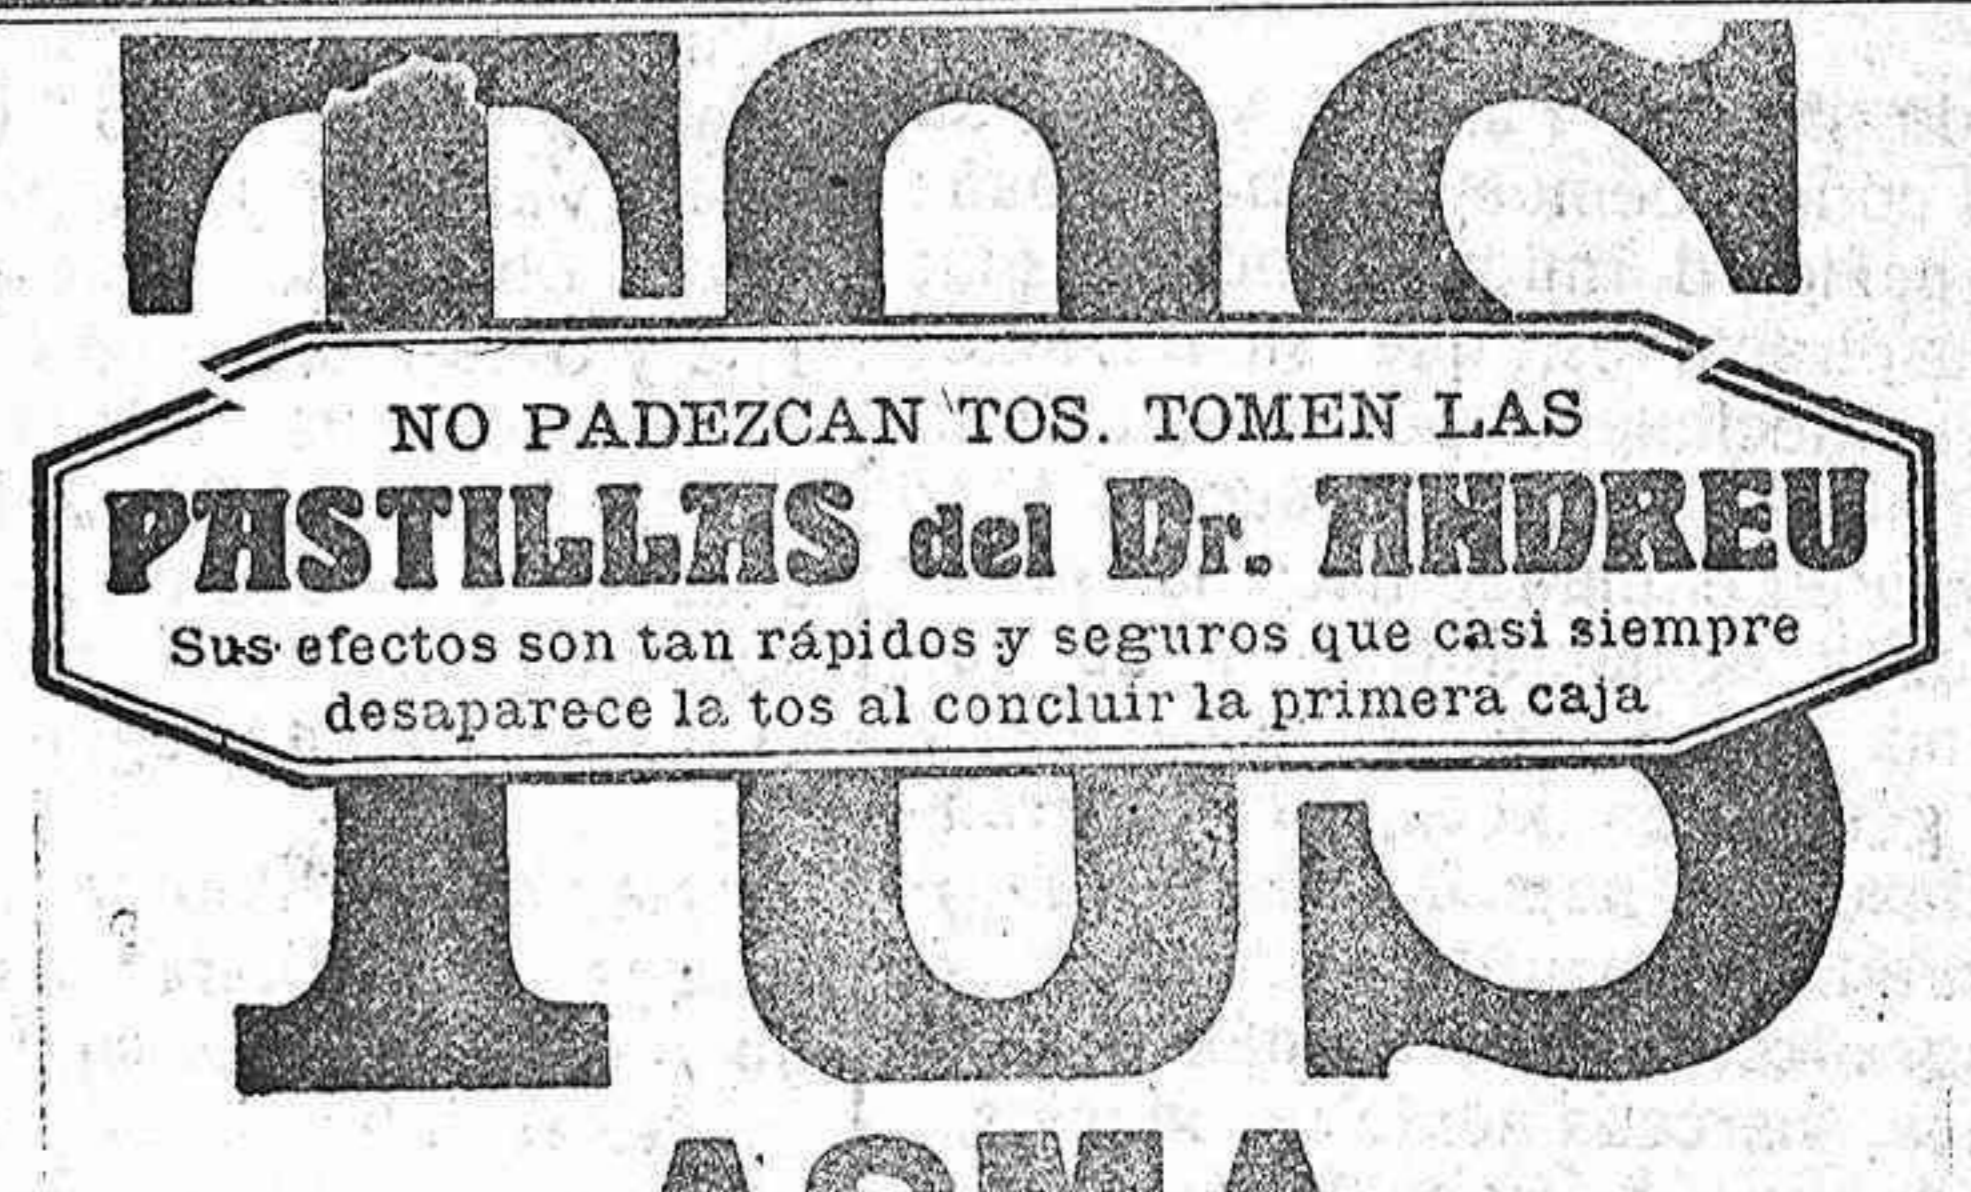 TOS
NO PADEZCAN TOS. TOMEN LAS
PASTILLAS del Dr. ANDREU
Sus efectos son tan rápidos y seguros que casi siempre
desaparece la tos al concluir la primera caja
ASMA